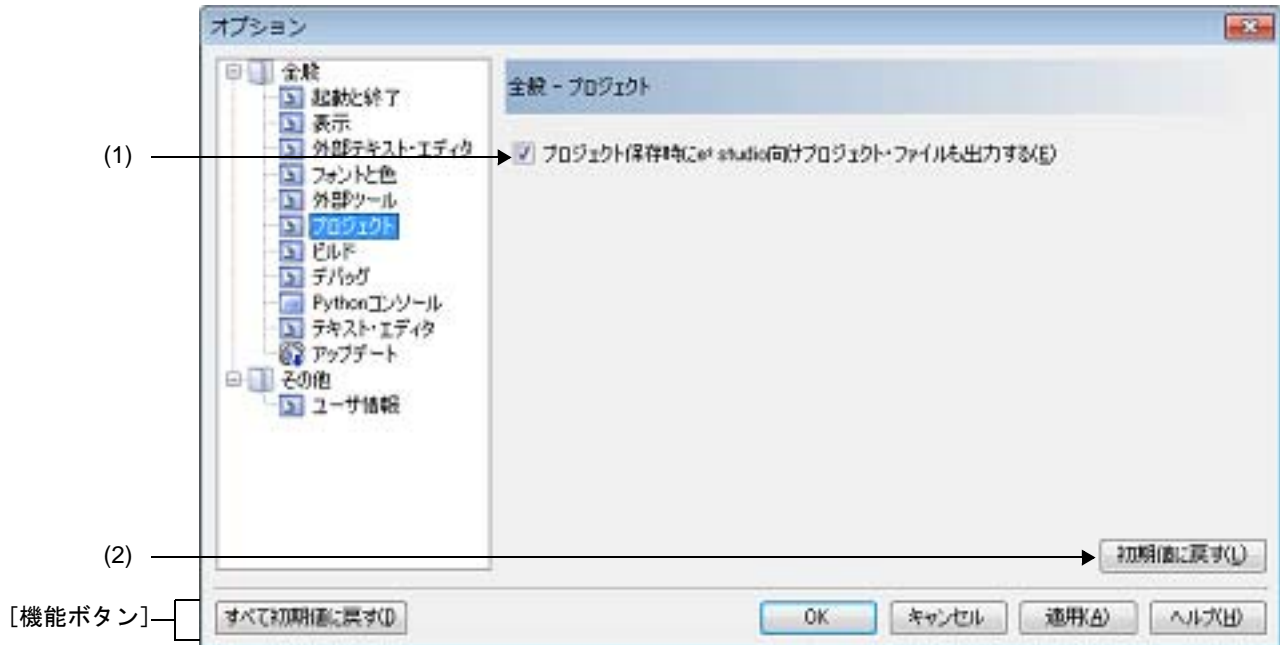 オプション
全般
起動と終了
表示
外部テキスト・エディタ
フォントと色
外部ツール
プロジェクト
ビルド
デバッグ
Pythonコンソール
テキスト・エディタ
アップデート
その他
ユーザ情報
全般 - プロジェクト
(1)
プロジェクト保存時にe² studio向けプロジェクト・ファイルも出力する(E)
(2)
初期値に戻す(L)
[機能ボタン]
すべて初期値に戻す(I)
OK
キャンセル
適用(A)
ヘルプ(H)